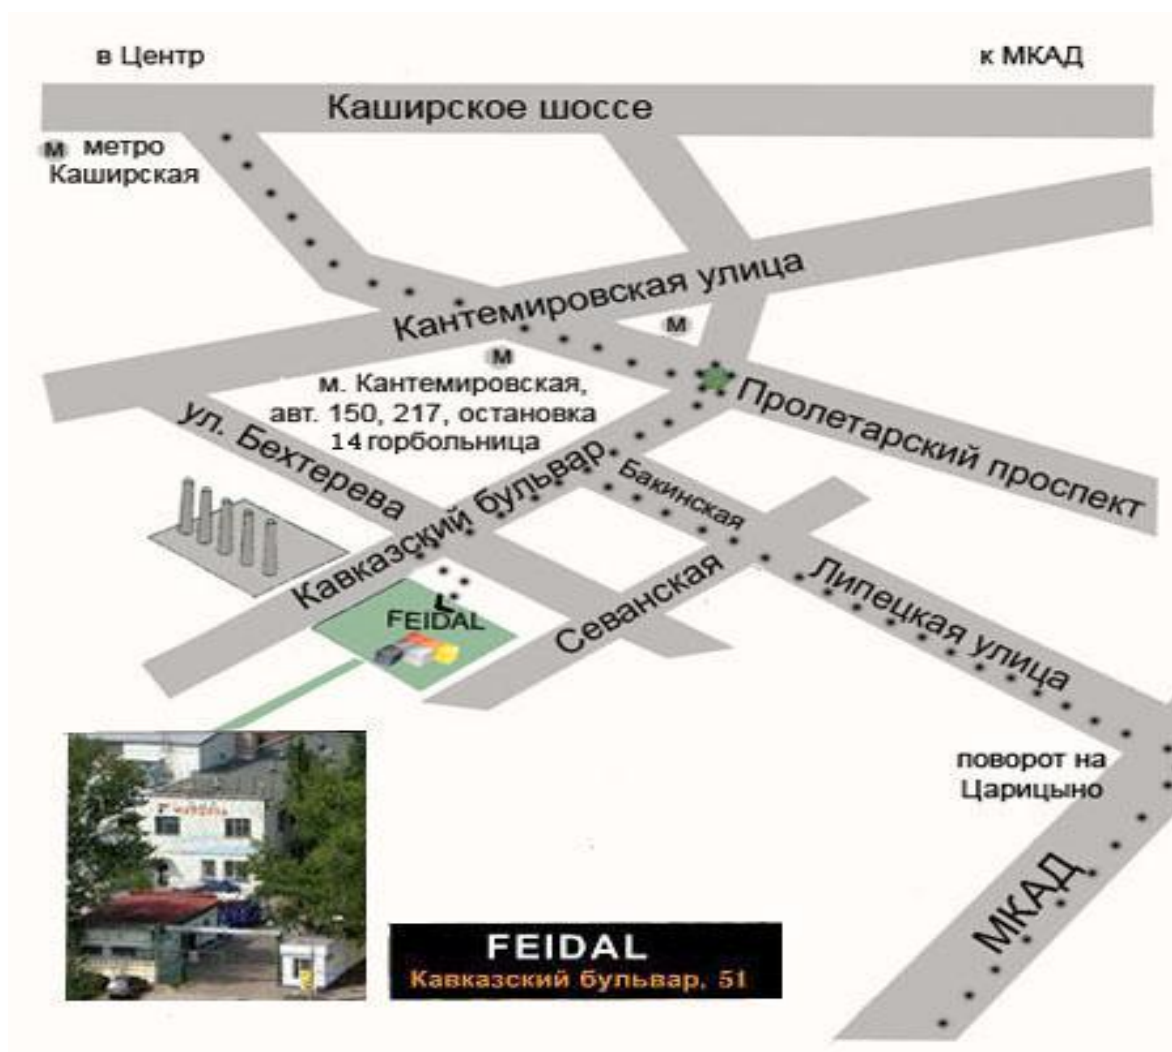 в Центр
к МКАД
Каширское шоссе
м метро
Каширская
Кантемировская улица
м
м
м. Кантемировская,
авт. 150, 217, остановка
14 горбольница
Пролетарский проспект
ул. Бехтерева
Кавказский бульвар
Бакинская
Липецкая улица
Севанская
FEIDAL
поворот на
Царицыно
МКАД
FEIDAL
Кавказский бульвар, 51